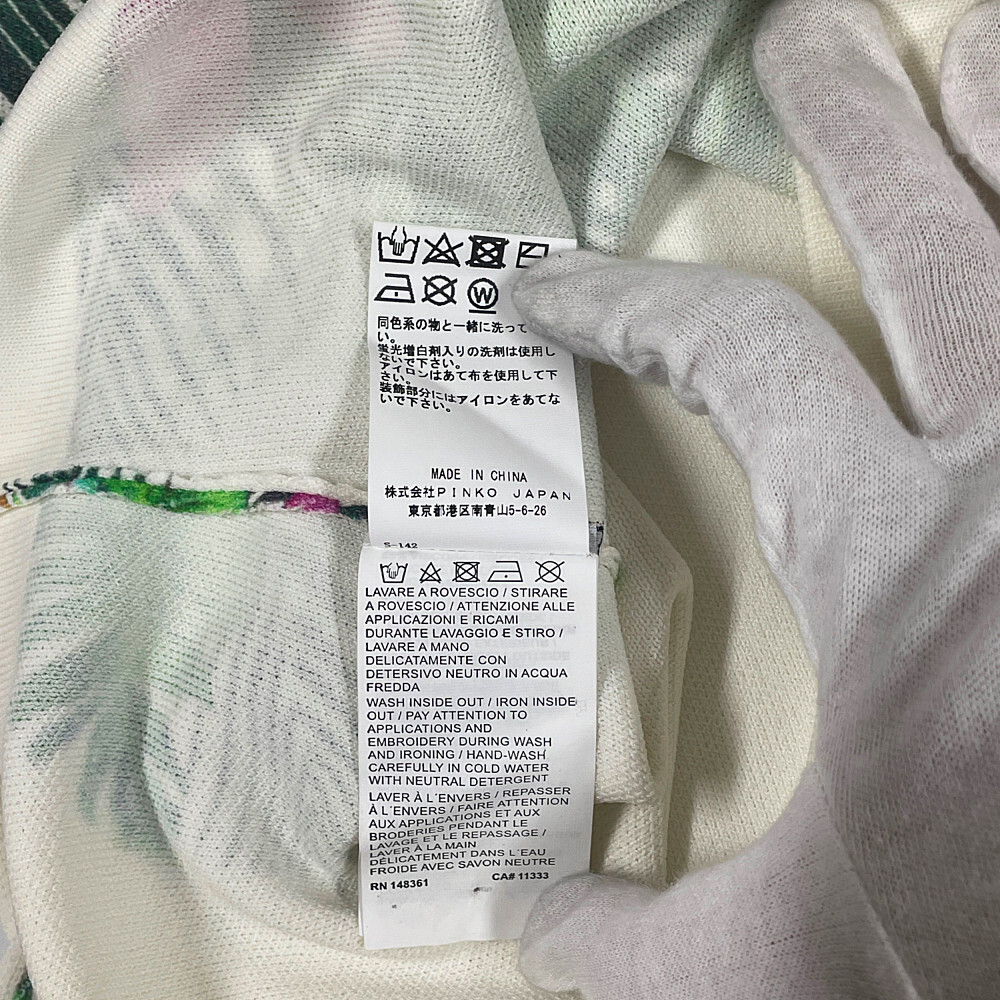 W
同色系の物と一緒に洗って
い。
蛍光増白剤入りの洗剤は使用し
ないで下さい。
アイロンはあて布を使用して下
さい。
装飾部分にはアイロンをあてな
いで下さい。
MADE IN CHINA
株式会社PINKO JAPAN
東京都港区南青山5-6-26
S-142
LAVARE A ROVESCIO / STIRARE
A ROVESCIO / ATTENZIONE ALLE
APPLICAZIONI E RICAMI
DURANTE LAVAGGIO E STIRO /
LAVARE A MANO
DELICATAMENTE CON
DETERSIVO NEUTRO IN ACQUA
FREDDA
WASH INSIDE OUT / IRON INSIDE
OUT / PAY ATTENTION TO
APPLICATIONS AND
EMBROIDERY DURING WASH
AND IRONING / HAND-WASH
CAREFULLY IN COLD WATER
WITH NEUTRAL DETERGENT
LAVER À L´ENVERS / REPASSER
À L´ENVERS / FAIRE ATTENTION
AUX APPLICATIONS ET AUX
BRODERIES PENDANT LE
LAVAGE ET LE REPASSAGE /
LAVER À LA MAIN
DÉLICATEMENT DANS L´EAU
FROIDE AVEC SAVON NEUTRE
RN 148361 CA# 11333